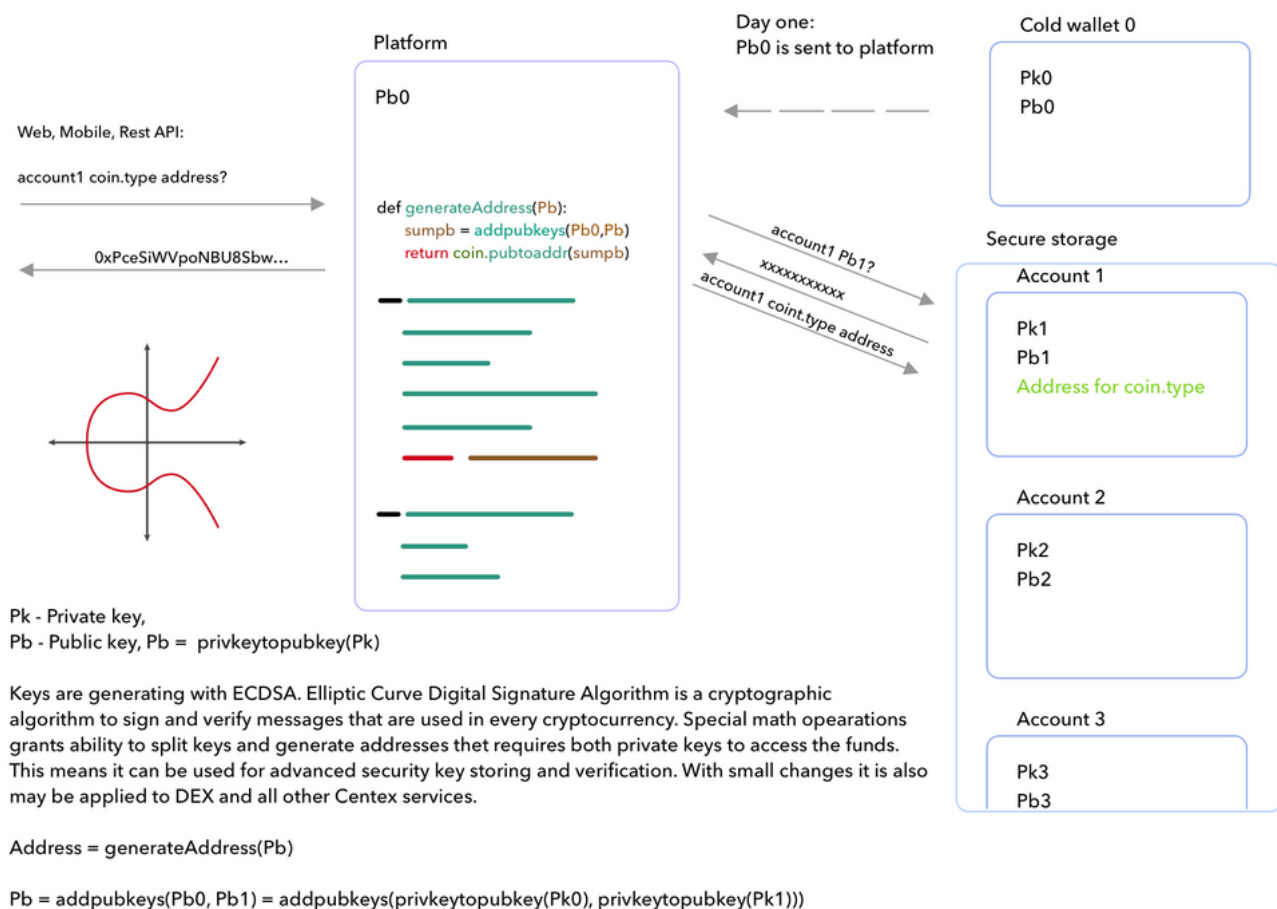 Day one:
Pb0 is sent to platform
Cold wallet 0
Pk0
Pb0
Platform
Pb0
Web, Mobile, Rest API:
account1 coin.type address?
0xPceSiWVpoNBU8Sbw...
def generateAddress(Pb):
sumpb = addpubkeys(Pb0,Pb)
return coin.pubtoaddr(sumpb)
account1 Pb1?
xxxxxxxxxxx
account1 coint.type address
Secure storage
Account 1
Pk1
Pb1
Address for coin.type
Account 2
Pk2
Pb2
Account 3
Pk3
Pb3
Pk - Private key,
Pb - Public key, Pb = privkeytopubkey(Pk)
Keys are generating with ECDSA. Elliptic Curve Digital Signature Algorithm is a cryptographic
algorithm to sign and verify messages that are used in every cryptocurrency. Special math opearations
grants ability to split keys and generate addresses thet requires both private keys to access the funds.
This means it can be used for advanced security key storing and verification. With small changes it is also
may be applied to DEX and all other Centex services.
Address = generateAddress(Pb)
Pb = addpubkeys(Pb0, Pb1) = addpubkeys(privkeytopubkey(Pk0), privkeytopubkey(Pk1)))